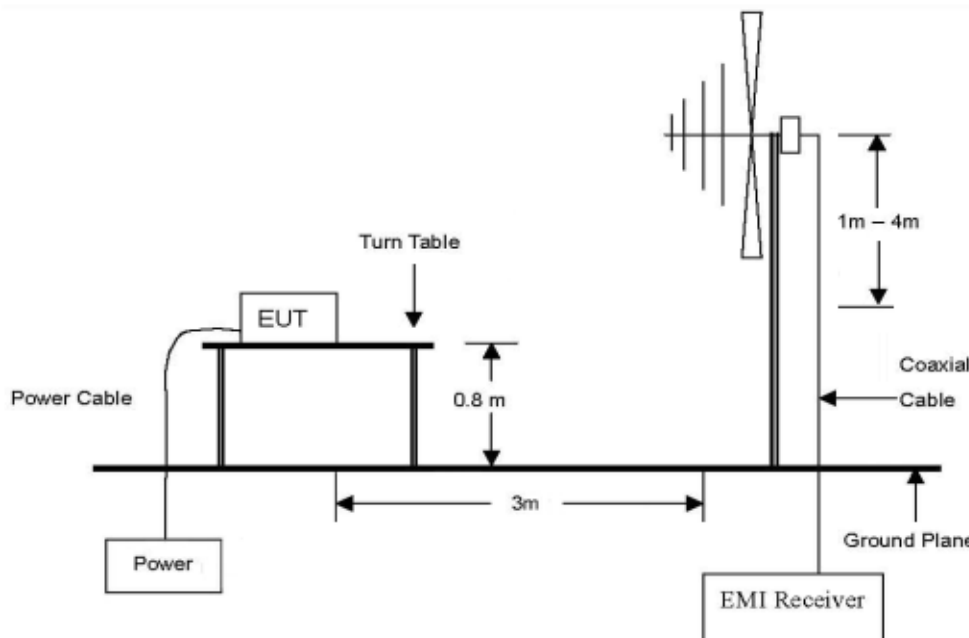 1m – 4m
Turn Table
EUT
Coaxial
Cable
Power Cable
0.8 m
3m
Ground Plane
Power
EMI Receiver